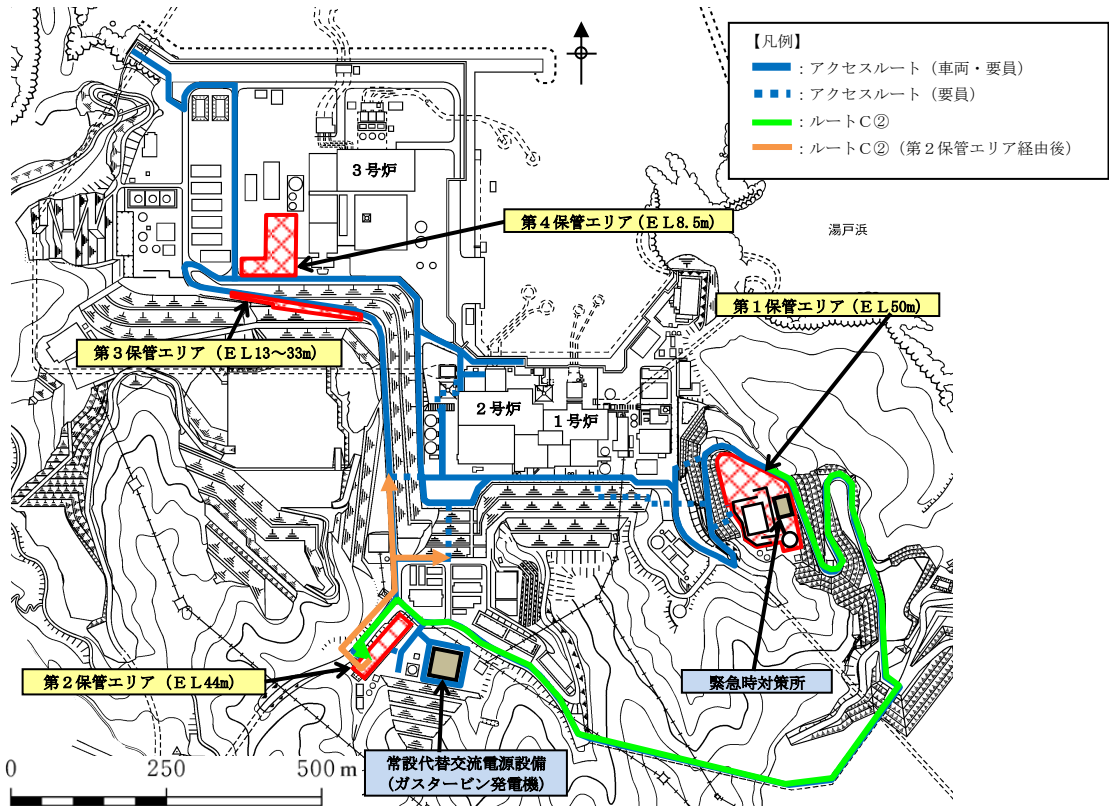 【凡例】
：アクセスルート（車両・要員）
：アクセスルート（要員）
：ルートＣ②
：ルートＣ②（第２保管エリア経由後）
３号炉
第４保管エリア（ＥＬ8.5m）
湯戸浜
第１保管エリア（ＥＬ50m）
第３保管エリア（ＥＬ13～33m）
２号炉
１号炉
第２保管エリア（ＥＬ44m）
緊急時対策所
常設代替交流電源設備
(ガスタービン発電機)
0 250 500 m